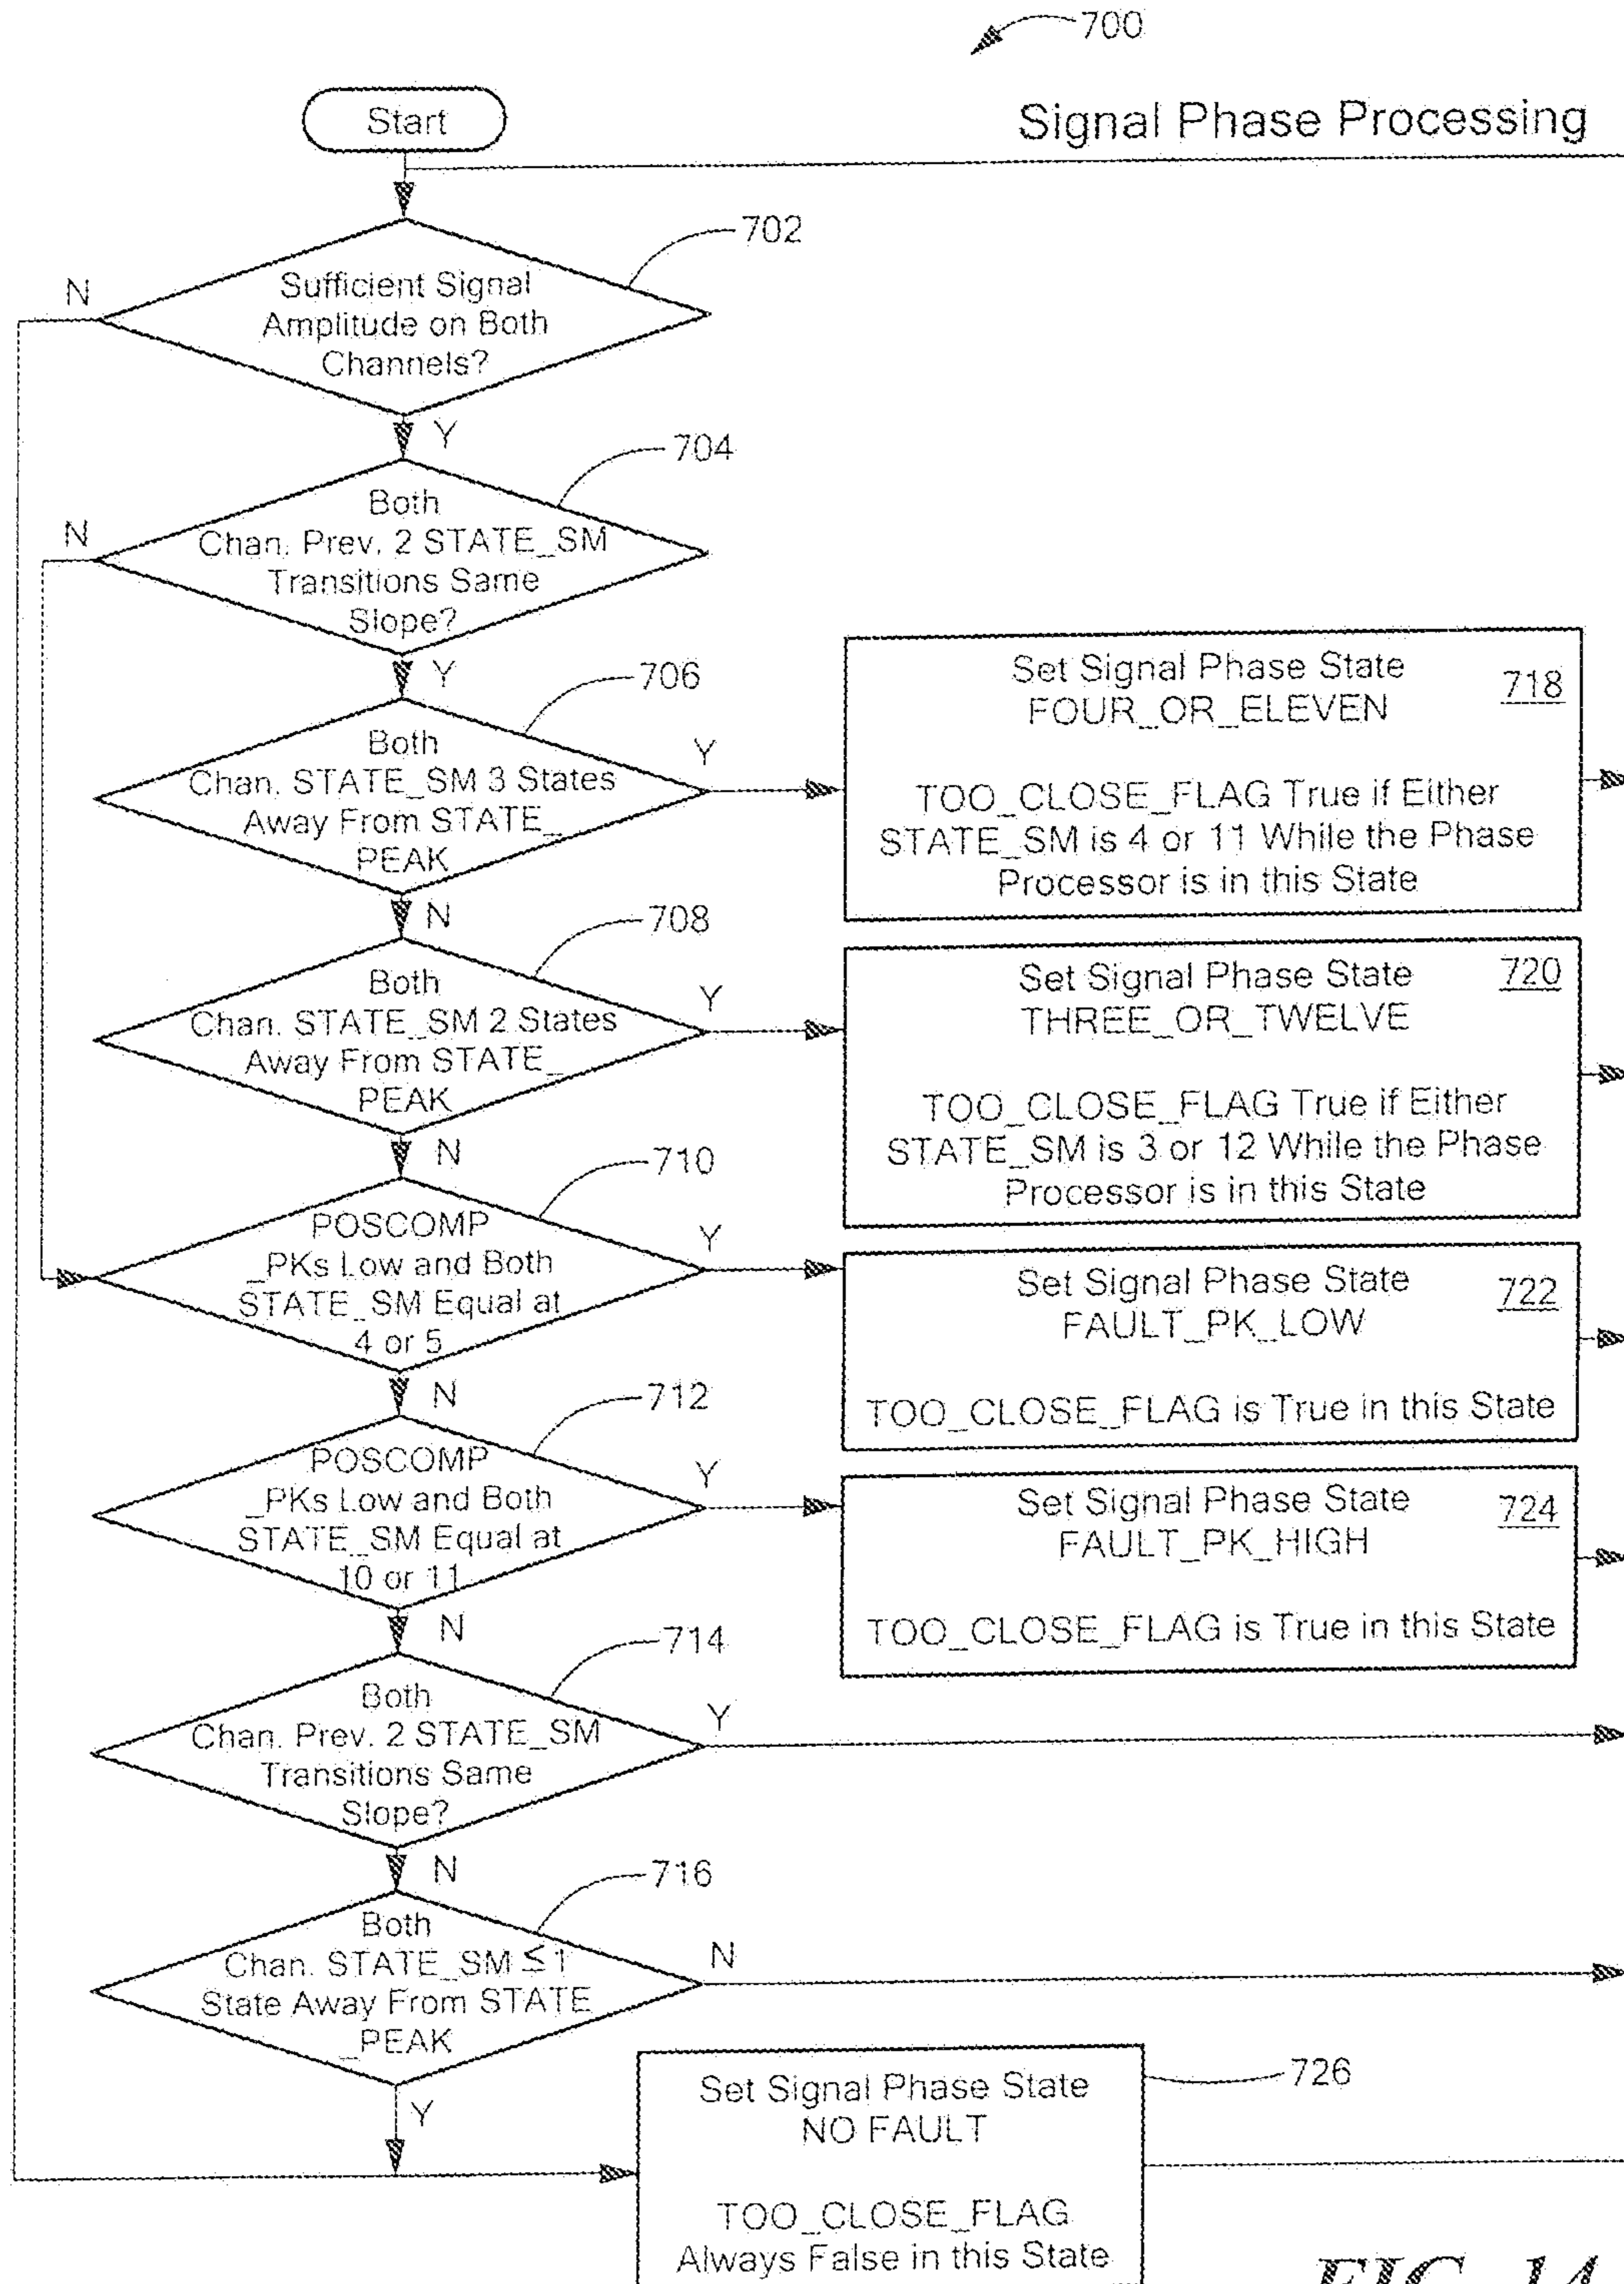 700
Start
Signal Phase Processing
702
N
Sufficient Signal
Amplitude on Both
Channels?
Y
704
N
Both
Chan. Prev. 2 STATE_SM
Transitions Same
Slope?
Y
706
Both
Chan. STATE_SM 3 States
Away From STATE_
PEAK
Y
Set Signal Phase State
718
FOUR_OR_ELEVEN
TOO_CLOSE_FLAG True if Either
STATE_SM is 4 or 11 While the Phase
Processor is in this State
N
708
Both
Chan. STATE_SM 2 States
Away From STATE_
PEAK
Y
Set Signal Phase State
720
THREE_OR_TWELVE
TOO_CLOSE_FLAG True if Either
STATE_SM is 3 or 12 While the Phase
Processor is in this State
N
710
POSCOMP
_PKs Low and Both
STATE_SM Equal at
4 or 5
Y
Set Signal Phase State
722
FAULT_PK_LOW
TOO_CLOSE_FLAG is True in this State
N
712
POSCOMP
_PKs Low and Both
STATE_SM Equal at
10 or 11
Y
Set Signal Phase State
724
FAULT_PK_HIGH
TOO_CLOSE_FLAG is True in this State
N
714
Both
Chan. Prev. 2 STATE_SM
Transitions Same
Slope?
Y
N
716
Both
Chan. STATE_SM ≤ 1
State Away From STATE
_PEAK
N
Y
726
Set Signal Phase State
NO FAULT
TOO_CLOSE_FLAG
Always False in this State
FIG. 14